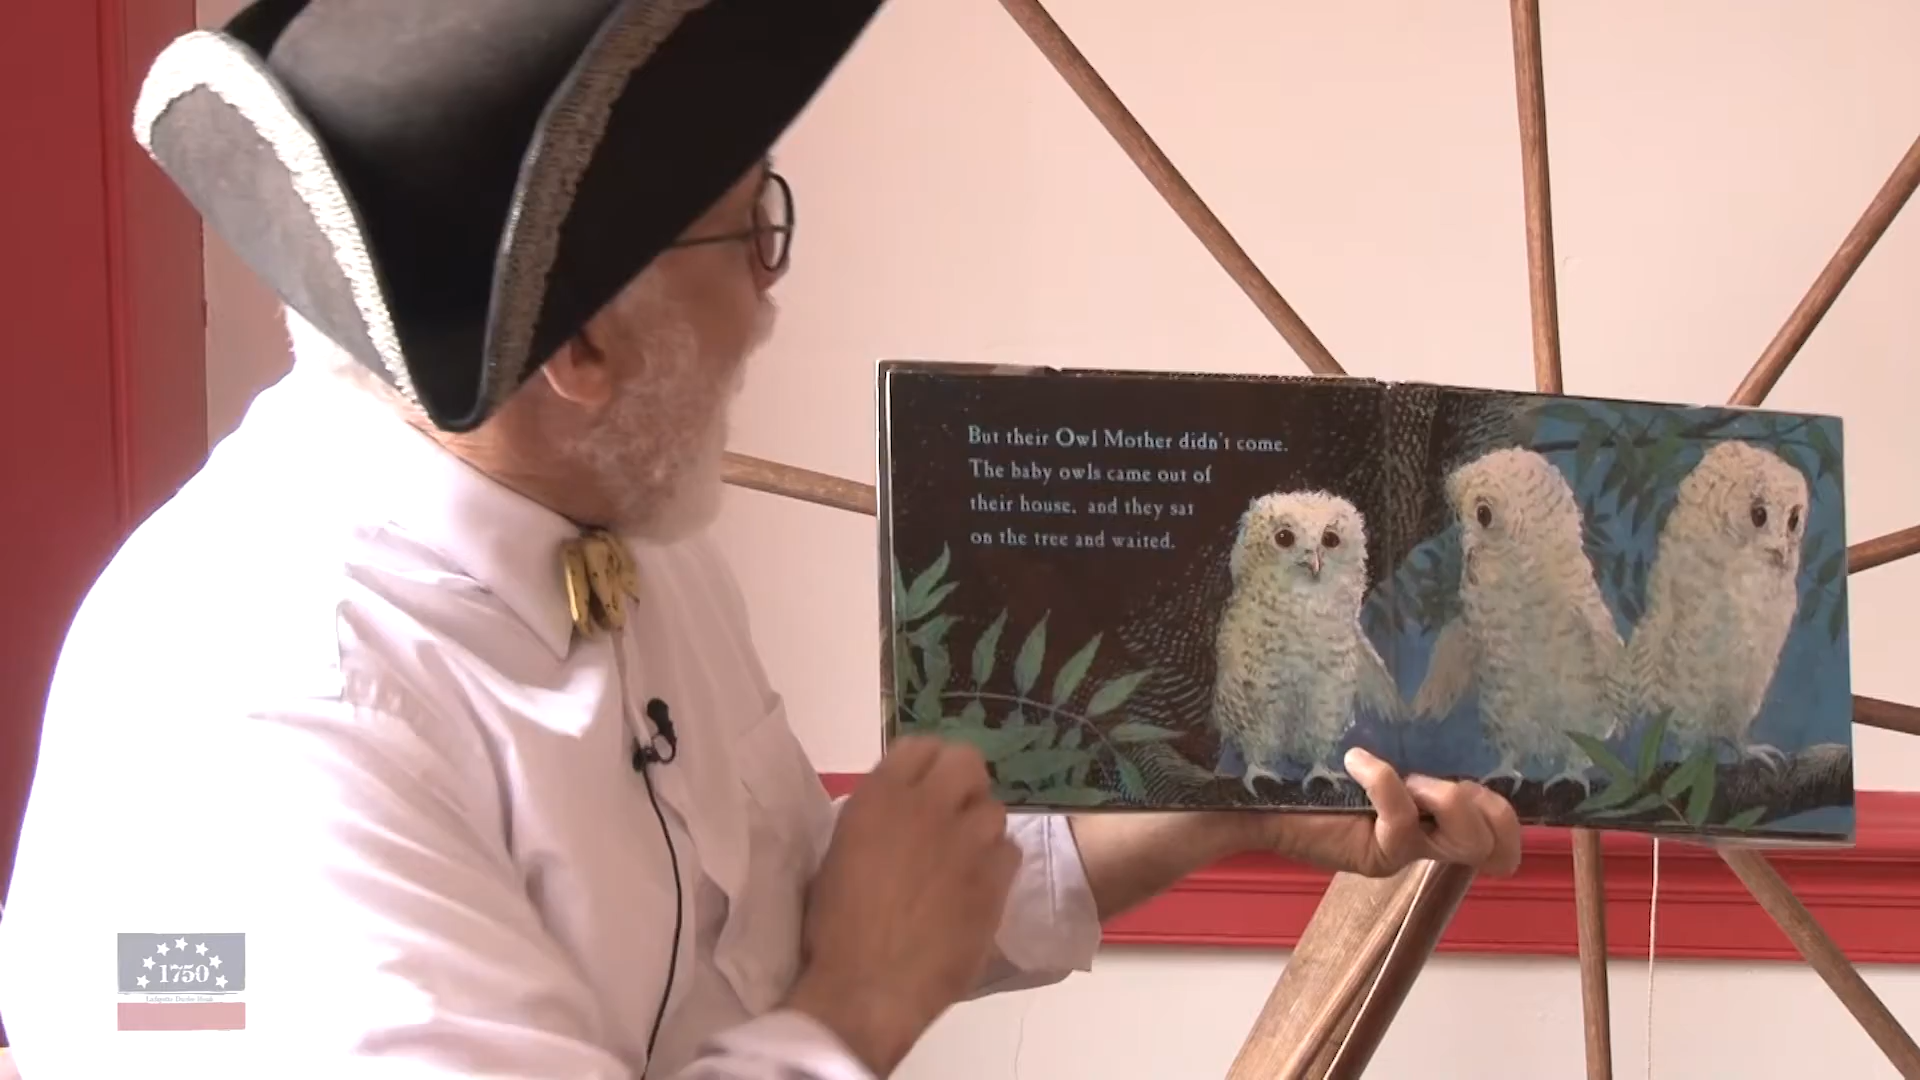 But their Owl Mother didn't come.
The baby owls came out of
their house, and they sat
on the tree and waited.
1750